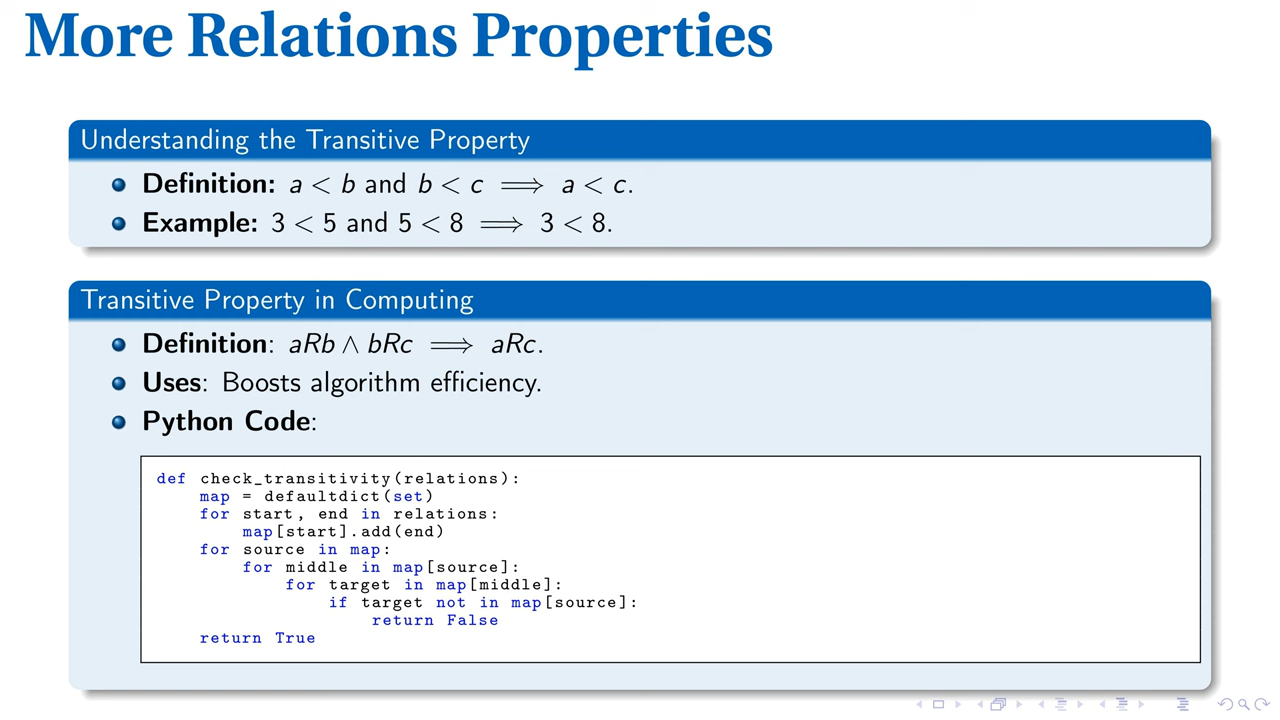 More Relations Properties
Understanding the Transitive Property
Definition: a < b and b < c ⟹ a < c.
Example: 3 < 5 and 5 < 8 ⟹ 3 < 8.
Transitive Property in Computing
Definition: aRb ∧ bRc ⟹ aRc.
Uses: Boosts algorithm efficiency.
Python Code:
def check_transitivity(relations):
    map = defaultdict(set)
    for start, end in relations:
        map[start].add(end)
    for source in map:
        for middle in map[source]:
            for target in map[middle]:
                if target not in map[source]:
                    return False
    return True